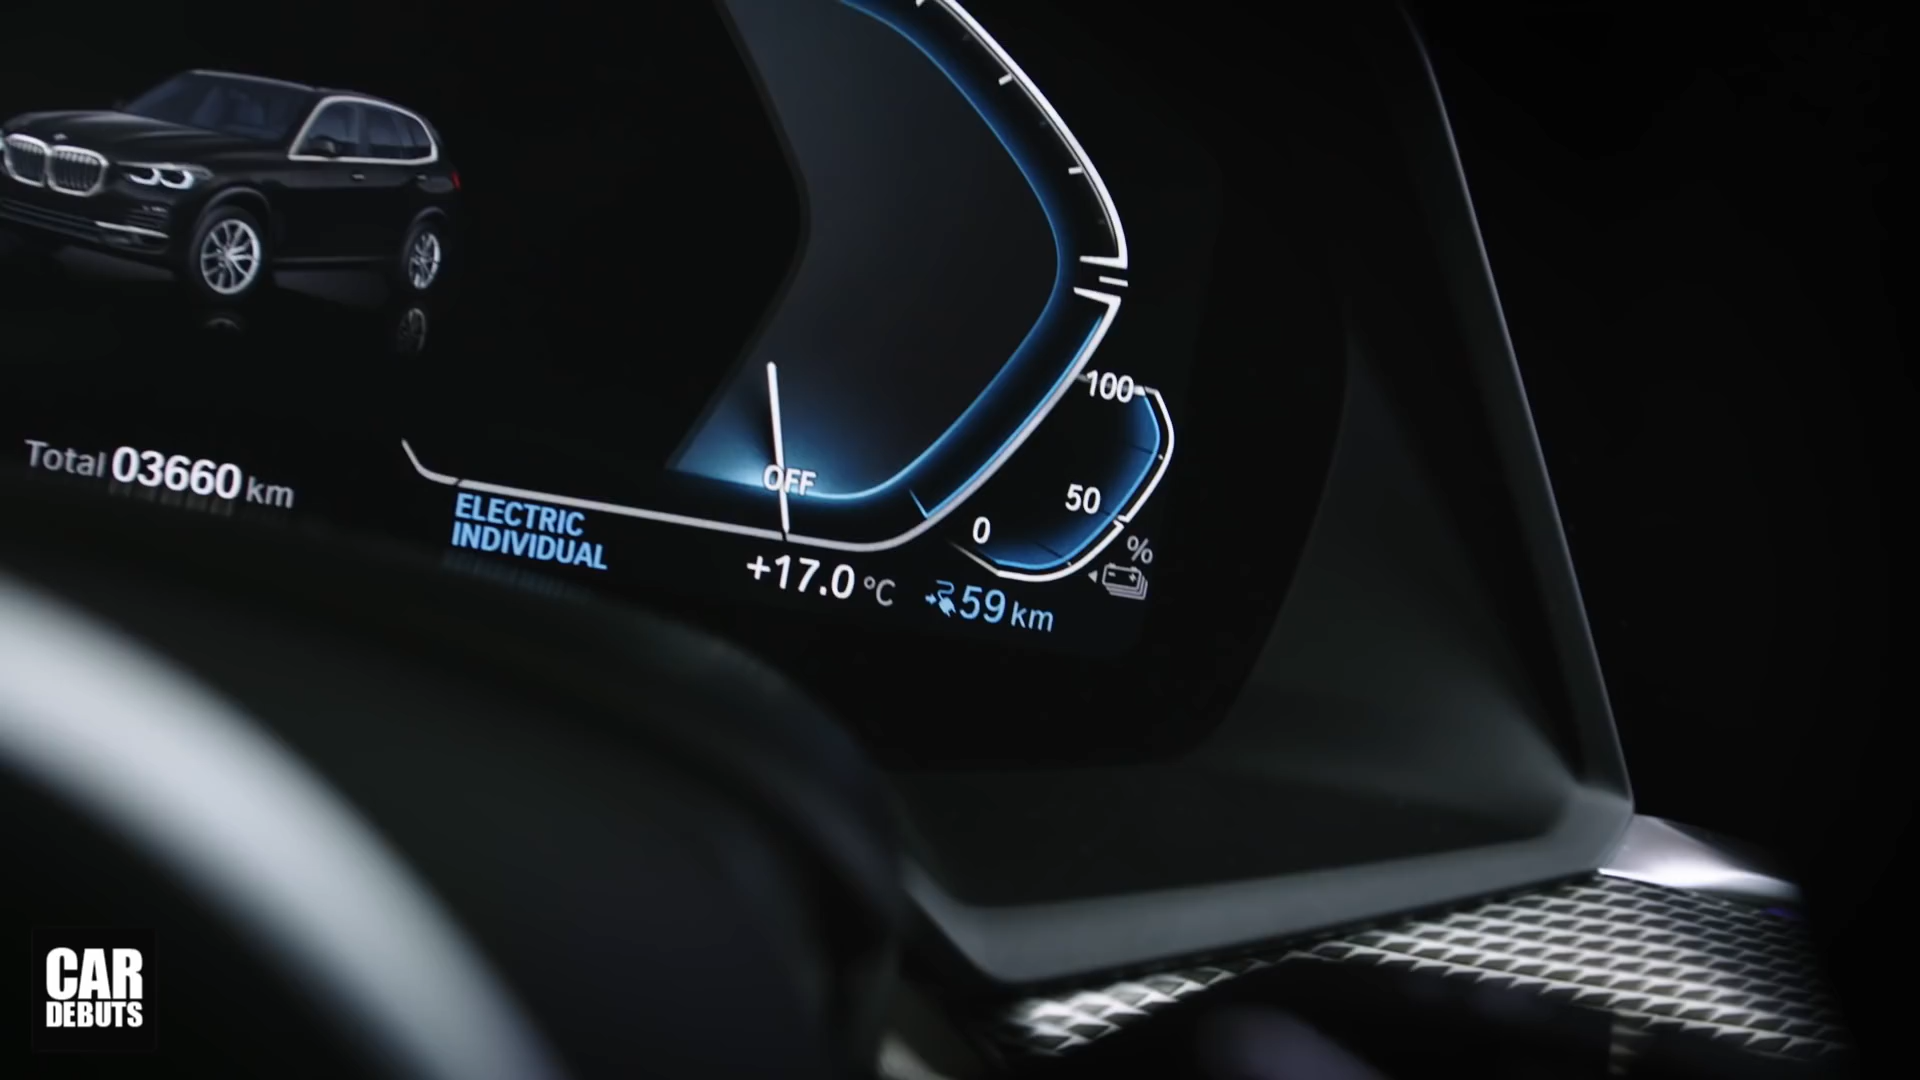 Total 03660 km
ELECTRIC
INDIVIDUAL
OFF
+17.0 °C
100
50
0
%
59 km
CAR
DEBUTS